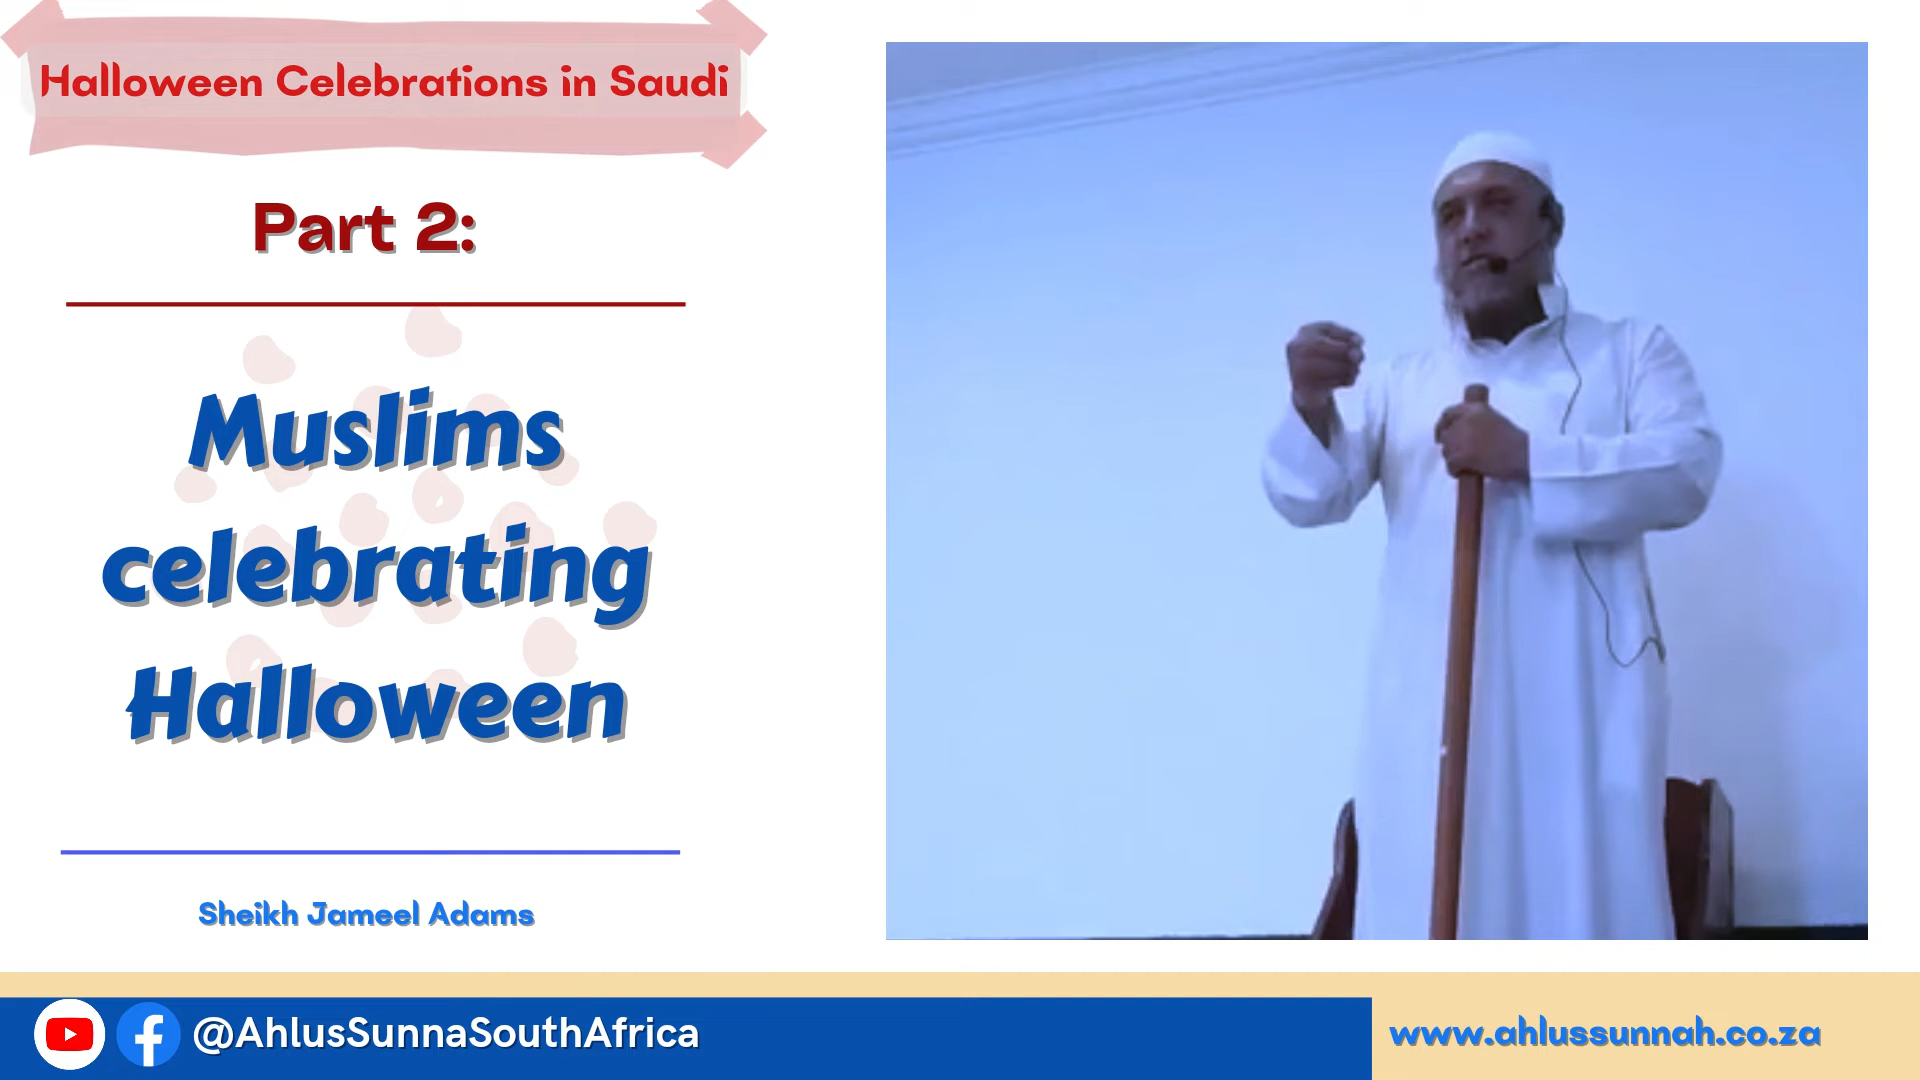 Halloween Celebrations in Saudi
Part 2:
Muslims
celebrating
Halloween
Sheikh Jameel Adams
@AhlusSunnaSouthAfrica
www.ahlussunnah.co.za